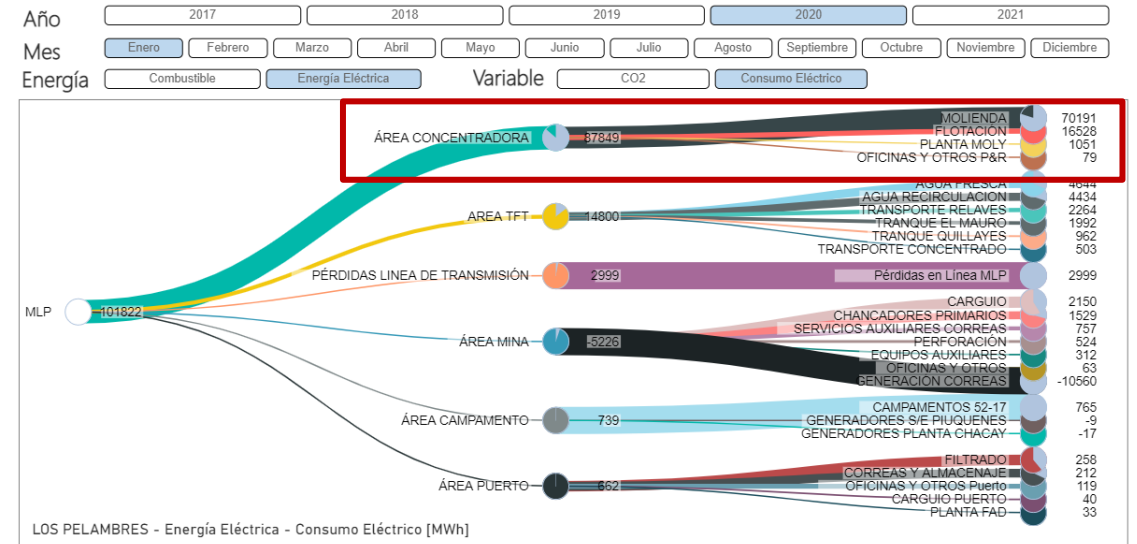 Año 2017 2018 2019 2020 2021
Mes Enero Febrero Marzo Abril Mayo Junio Julio Agosto Septiembre Octubre Noviembre Diciembre
Energía Combustible Energía Eléctrica Variable CO2 Consumo Eléctrico
MLP 101822
ÁREA CONCENTRADORA 87849
MOLIENDA 70191
FLOTACIÓN 16528
PLANTA MOLY 1051
OFICINAS Y OTROS P&R 79
AREA TFT 14800
AGUA FRESCA 4644
AGUA RECIRCULACION 4434
TRANSPORTE RELAVES 2264
TRANQUE EL MAURO 1992
TRANQUE QUILLAYES 962
TRANSPORTE CONCENTRADO 503
PÉRDIDAS LINEA DE TRANSMISIÓN 2999
Pérdidas en Línea MLP 2999
ÁREA MINA -5226
CARGUIO 2150
CHANCADORES PRIMARIOS 1529
SERVICIOS AUXILIARES CORREAS 757
PERFORACIÓN 524
EQUIPOS AUXILIARES 312
OFICINAS Y OTROS 63
GENERACIÓN CORREAS -10560
ÁREA CAMPAMENTO 739
CAMPAMENTOS 52-17 765
GENERADORES S/E PIUQUENES -9
GENERADORES PLANTA CHACAY -17
ÁREA PUERTO 662
FILTRADO 258
CORREAS Y ALMACENAJE 212
OFICINAS Y OTROS Puerto 119
CARGUIO PUERTO 40
PLANTA FAD 33
LOS PELAMBRES - Energía Eléctrica - Consumo Eléctrico [MWh]